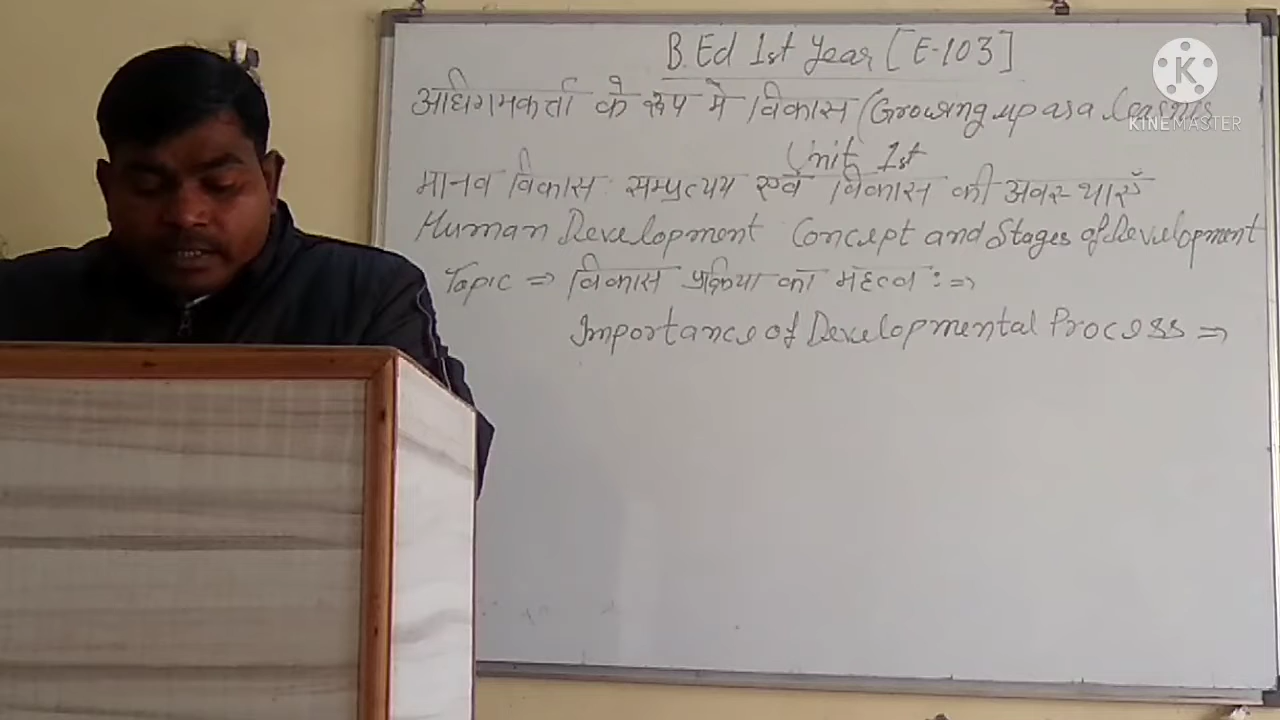 B.Ed 1st Year [E-103]
अधिगमकर्ता के रूप मे विकास (Growing up as a Learners
Unit 1st
मानव विकास : सम्प्रत्यय एवं विकास की अवस्थाएँ
Human Development Concept and Stages of Development
Topic ⇒ विकास प्रक्रिया का महत्व :⇒
Importance of Developmental Process ⇒
K
KINEMASTER